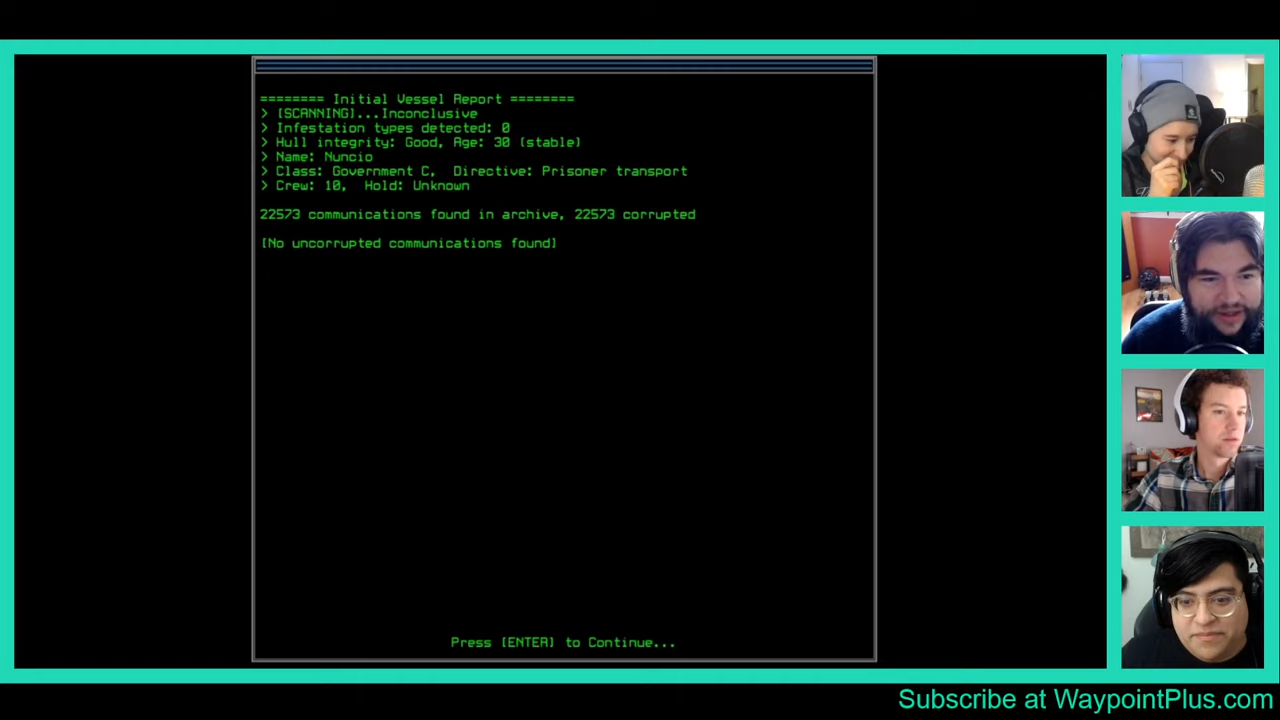 ======== Initial Vessel Report ========
> [SCANNING]...Inconclusive
> Infestation types detected: 0
> Hull integrity: Good, Age: 30 (stable)
> Name: Nuncio
> Class: Government C, Directive: Prisoner transport
> Crew: 10, Hold: Unknown
22573 communications found in archive, 22573 corrupted
[No uncorrupted communications found]
Press [ENTER] to Continue...
Subscribe at WaypointPlus.com